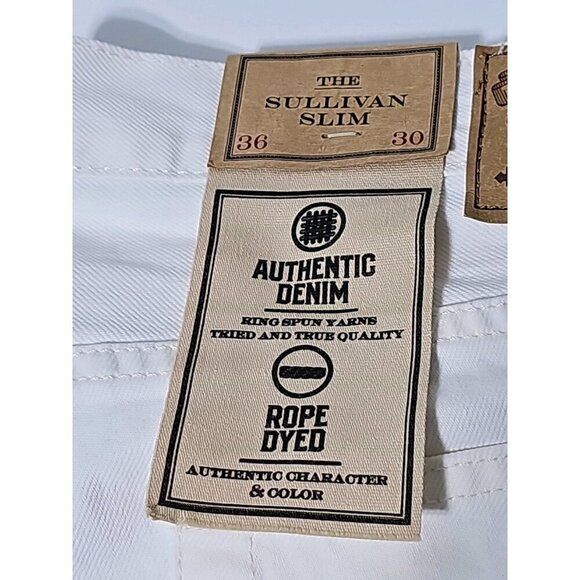 THE
SULLIVAN
SLIM
36 30
AUTHENTIC
DENIM
RING SPUN YARNS
TRIED AND TRUE QUALITY
ROPE
DYED
AUTHENTIC CHARACTER
& COLOR